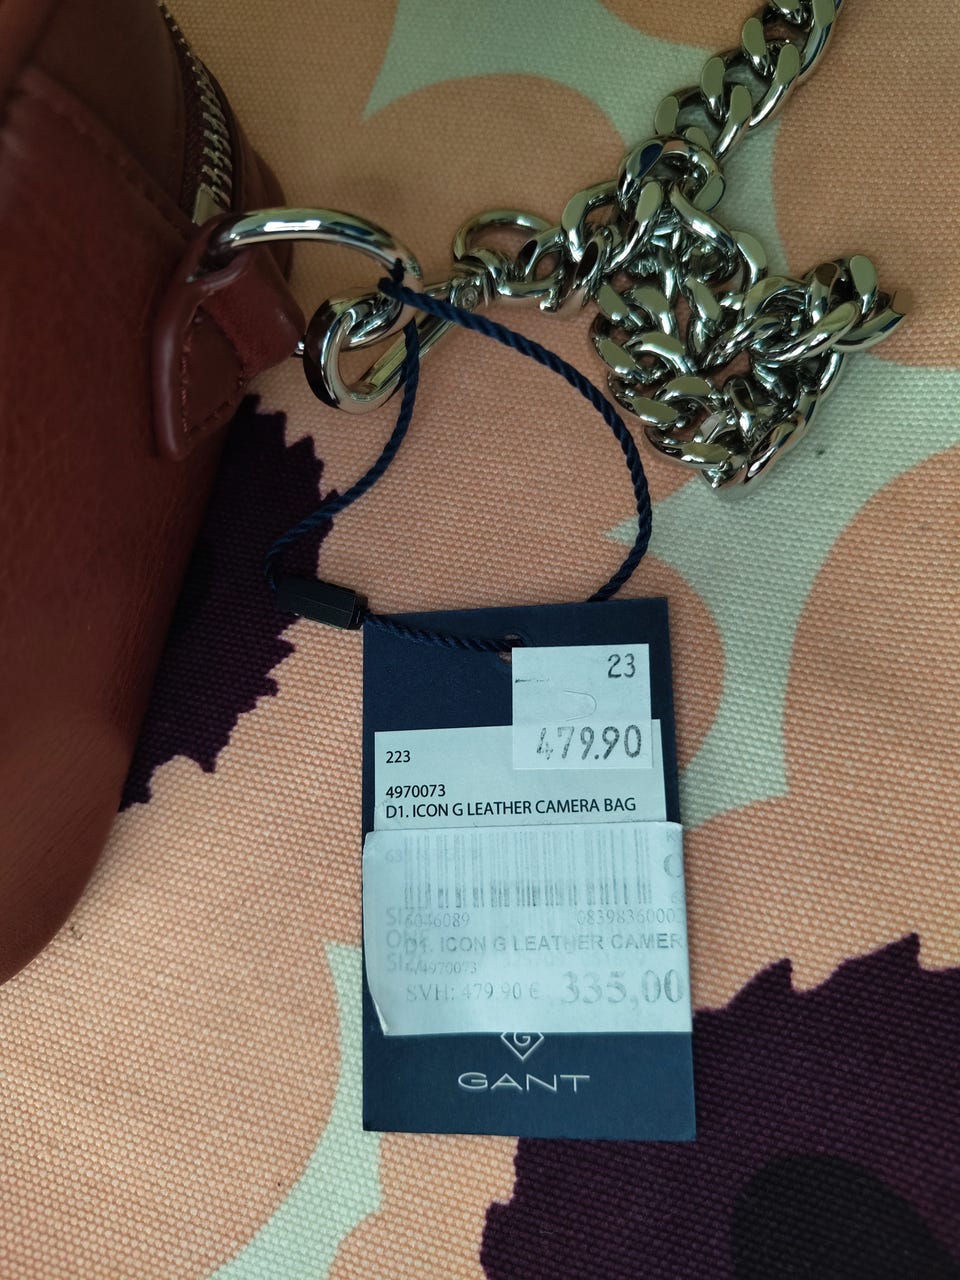 23
479.90
223
4970073
D1. ICON G LEATHER CAMERA BAG
6046089
D1. ICON G LEATHER CAMER
4970073
SVH: 479.90 € 335,00
G
GANT